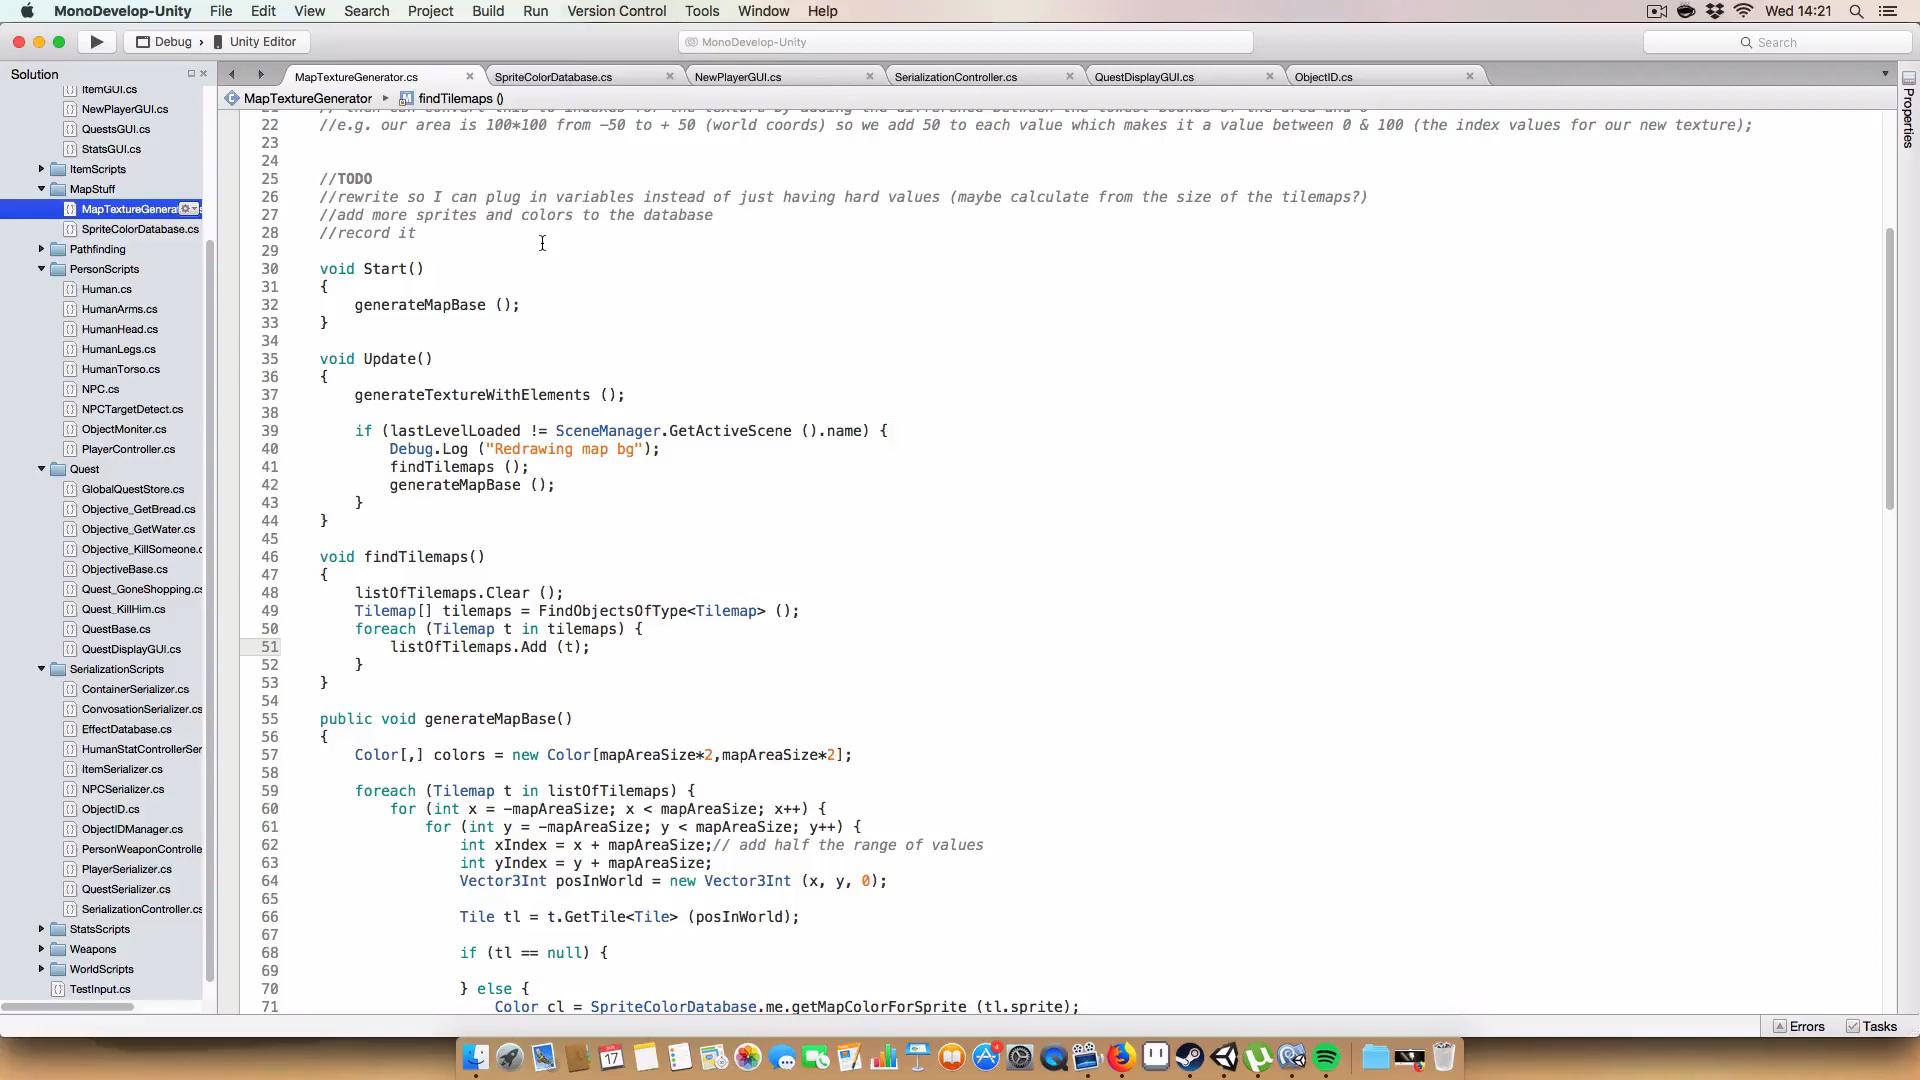 MonoDevelop-Unity File Edit View Search Project Build Run Version Control Tools Window Help
Wed 14:21
Debug › Unity Editor
MonoDevelop-Unity
Search
Solution
MapTextureGenerator.cs
SpriteColorDatabase.cs
NewPlayerGUI.cs
SerializationController.cs
QuestDisplayGUI.cs
ObjectID.cs
MapTextureGenerator
findTilemaps ()
Properties
ItemGUI.cs
NewPlayerGUI.cs
QuestsGUI.cs
StatsGUI.cs
ItemScripts
MapStuff
MapTextureGenera
SpriteColorDatabase.cs
Pathfinding
PersonScripts
Human.cs
HumanArms.cs
HumanHead.cs
HumanLegs.cs
HumanTorso.cs
NPC.cs
NPCTargetDetect.cs
ObjectMoniter.cs
PlayerController.cs
Quest
GlobalQuestStore.cs
Objective_GetBread.cs
Objective_GetWater.cs
Objective_KillSomeone.c
ObjectiveBase.cs
Quest_GoneShopping.cs
Quest_KillHim.cs
QuestBase.cs
QuestDisplayGUI.cs
SerializationScripts
ContainerSerializer.cs
ConvosationSerializer.cs
EffectDatabase.cs
HumanStatControllerSer
ItemSerializer.cs
NPCSerializer.cs
ObjectID.cs
ObjectIDManager.cs
PersonWeaponControlle
PlayerSerializer.cs
QuestSerializer.cs
SerializationController.cs
StatsScripts
Weapons
WorldScripts
TestInput.cs
22 //e.g. our area is 100*100 from -50 to + 50 (world coords) so we add 50 to each value which makes it a value between 0 & 100 (the index values for our new texture);
23
24
25 //TODO
26 //rewrite so I can plug in variables instead of just having hard values (maybe calculate from the size of the tilemaps?)
27 //add more sprites and colors to the database
28 //record it
29
30 void Start()
31 {
32 generateMapBase ();
33 }
34
35 void Update()
36 {
37 generateTextureWithElements ();
38
39 if (lastLevelLoaded != SceneManager.GetActiveScene ().name) {
40 Debug.Log ("Redrawing map bg");
41 findTilemaps ();
42 generateMapBase ();
43 }
44 }
45
46 void findTilemaps()
47 {
48 listOfTilemaps.Clear ();
49 Tilemap[] tilemaps = FindObjectsOfType<Tilemap> ();
50 foreach (Tilemap t in tilemaps) {
51 listOfTilemaps.Add (t);
52 }
53 }
54
55 public void generateMapBase()
56 {
57 Color[,] colors = new Color[mapAreaSize*2,mapAreaSize*2];
58
59 foreach (Tilemap t in listOfTilemaps) {
60 for (int x = -mapAreaSize; x < mapAreaSize; x++) {
61 for (int y = -mapAreaSize; y < mapAreaSize; y++) {
62 int xIndex = x + mapAreaSize;// add half the range of values
63 int yIndex = y + mapAreaSize;
64 Vector3Int posInWorld = new Vector3Int (x, y, 0);
65
66 Tile tl = t.GetTile<Tile> (posInWorld);
67
68 if (tl == null) {
69
70 } else {
71 Color cl = SpriteColorDatabase.me.getMapColorForSprite (tl.sprite);
Errors
Tasks